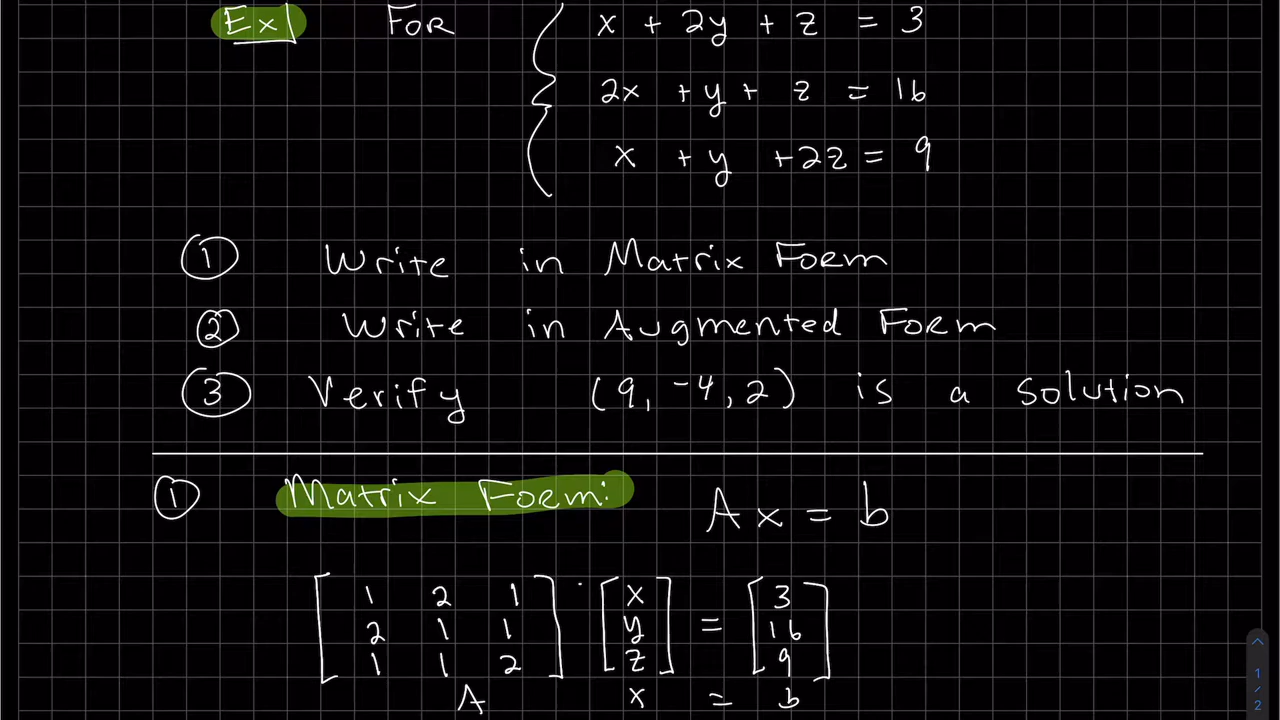 Ex For x + 2y + z = 3
2x + y + z = 16
x + y + 2z = 9
① Write in Matrix Form
② Write in Augmented Form
③ Verify (9, -4, 2) is a solution
① Matrix Form: Ax = b
[ 1 2 1 ] · [ x ] = [ 3 ]
[ 2 1 1 ] [ y ] [ 16 ]
[ 1 1 2 ] [ z ] [ 9 ]
A x = b
1
/
2